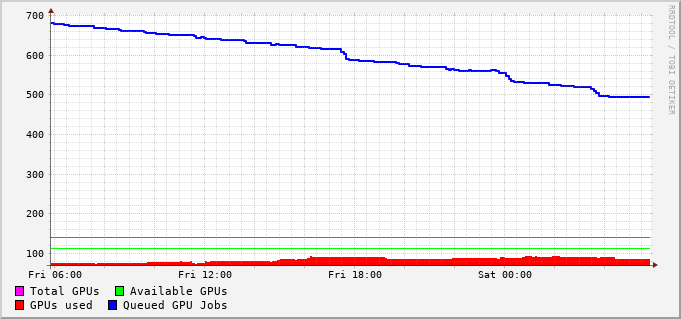 700
600
500
400
300
200
100
Fri 06:00 Fri 12:00 Fri 18:00 Sat 00:00
Total GPUs Available GPUs
GPUs used Queued GPU Jobs
RRDTOOL / TOBI OETIKER